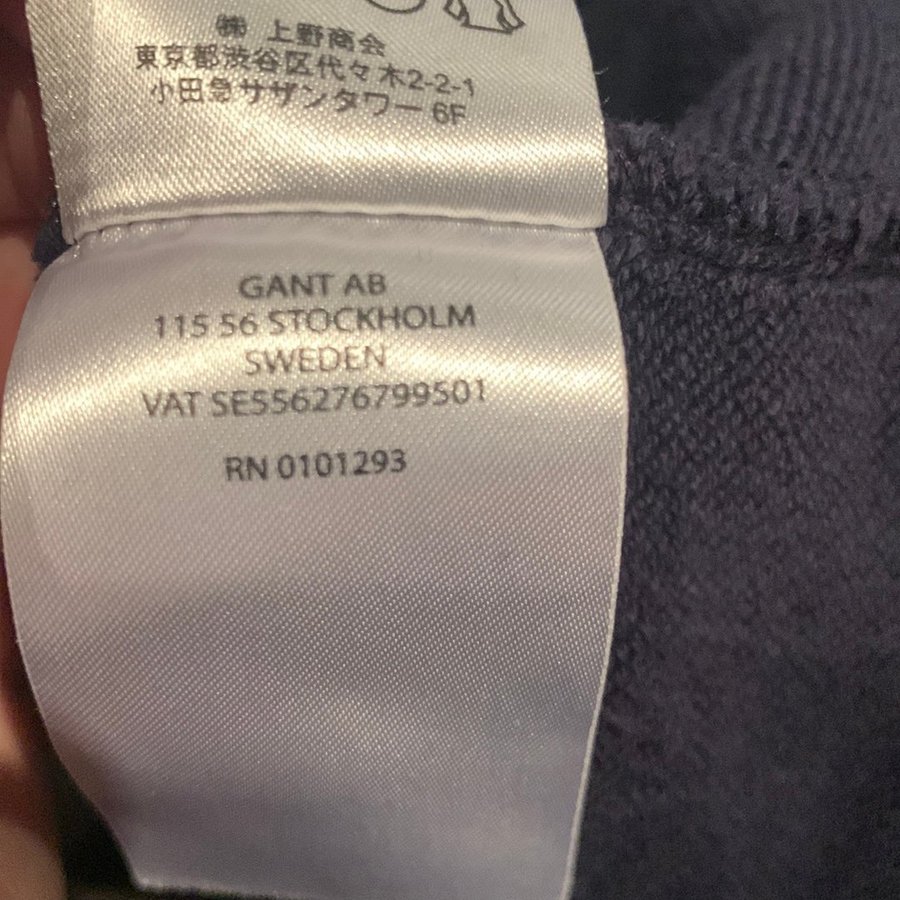 ㈱ 上野商会
東京都渋谷区代々木2-2-1
小田急サザンタワー 6F
GANT AB
115 56 STOCKHOLM
SWEDEN
VAT SE556276799501
RN 0101293